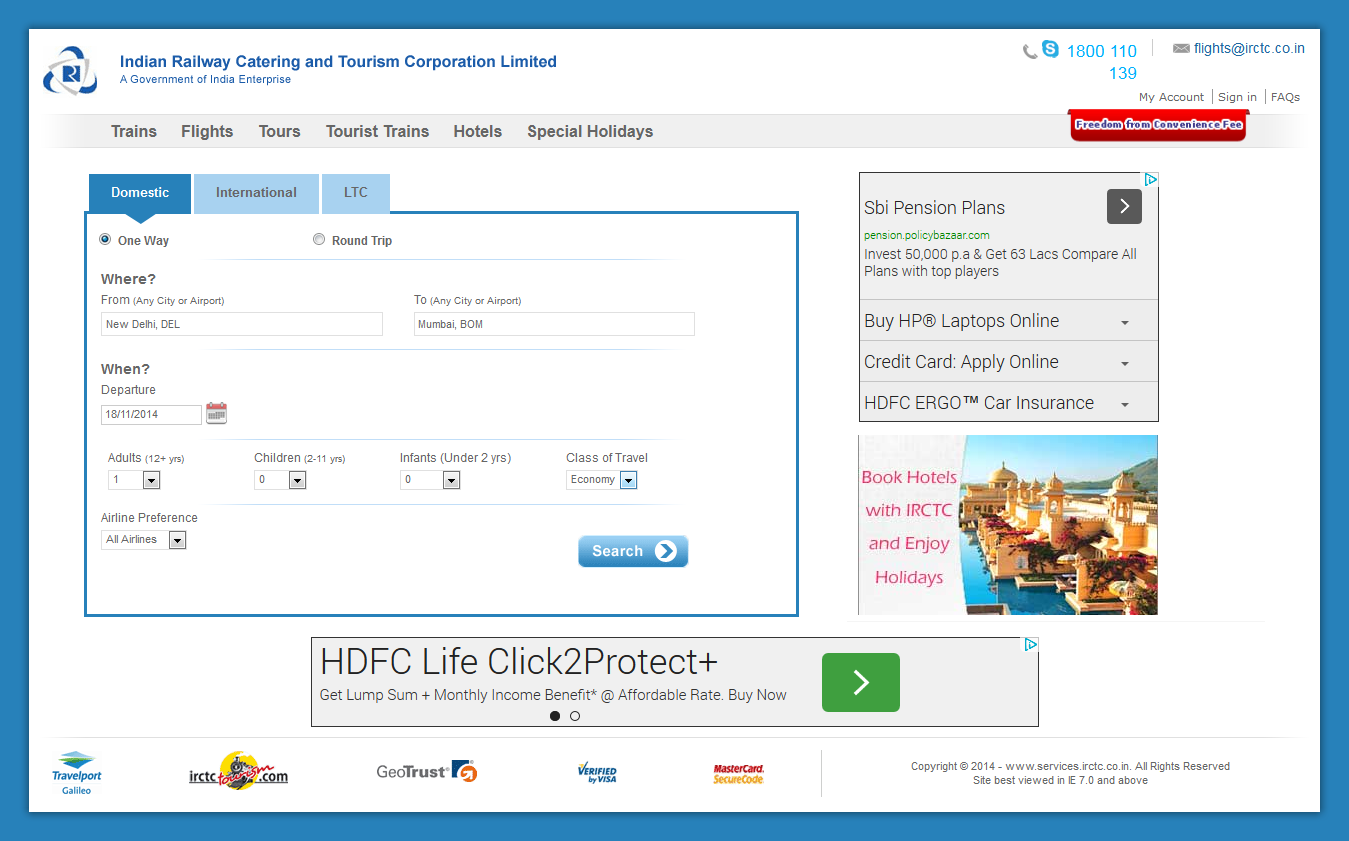 Indian Railway Catering and Tourism Corporation Limited
A Government of India Enterprise
1800 110
139
flights@irctc.co.in
My Account
Sign in
FAQs
Trains
Flights
Tours
Tourist Trains
Hotels
Special Holidays
Freedom from Convenience Fee
Domestic
International
LTC
One Way
Round Trip
Where?
From (Any City or Airport)
To (Any City or Airport)
New Delhi, DEL
Mumbai, BOM
When?
Departure
18/11/2014
Adults (12+ yrs)
Children (2-11 yrs)
Infants (Under 2 yrs)
Class of Travel
1
0
0
Economy
Airline Preference
All Airlines
Search
Sbi Pension Plans
pension.policybazaar.com
Invest 50,000 p.a & Get 63 Lacs Compare All
Plans with top players
Buy HP® Laptops Online
Credit Card: Apply Online
HDFC ERGO™ Car Insurance
Book Hotels
with IRCTC
and Enjoy
Holidays
HDFC Life Click2Protect+
Get Lump Sum + Monthly Income Benefit* @ Affordable Rate. Buy Now
Travelport
Galileo
irctc tourism .com
GeoTrust
VERIFIED
by VISA
MasterCard.
SecureCode.
Copyright © 2014 - www.services.irctc.co.in. All Rights Reserved
Site best viewed in IE 7.0 and above